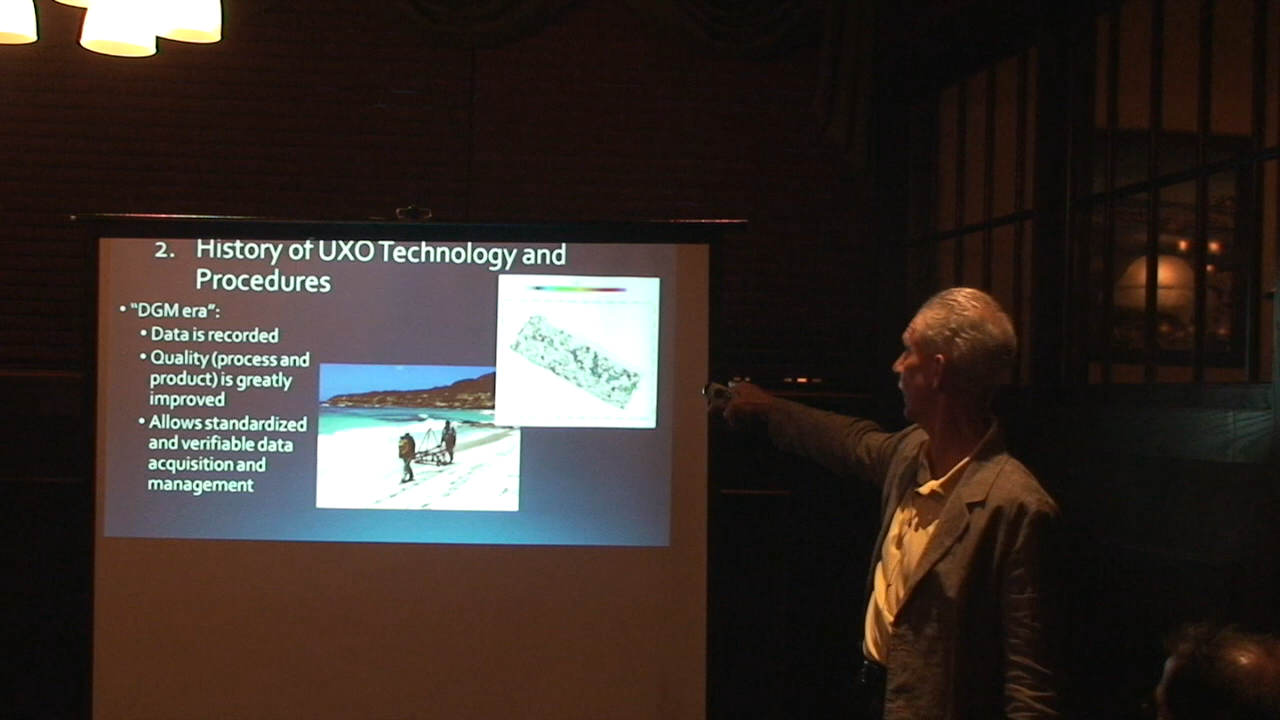 2. History of UXO Technology and
Procedures
• "DGM era":
• Data is recorded
• Quality (process and
product) is greatly
improved
• Allows standardized
and verifiable data
acquisition and
management